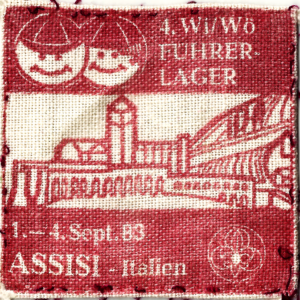 4. Wi/Wö
FÜHRER-
LAGER
1.—4. Sept. 83
ASSISI - Italien